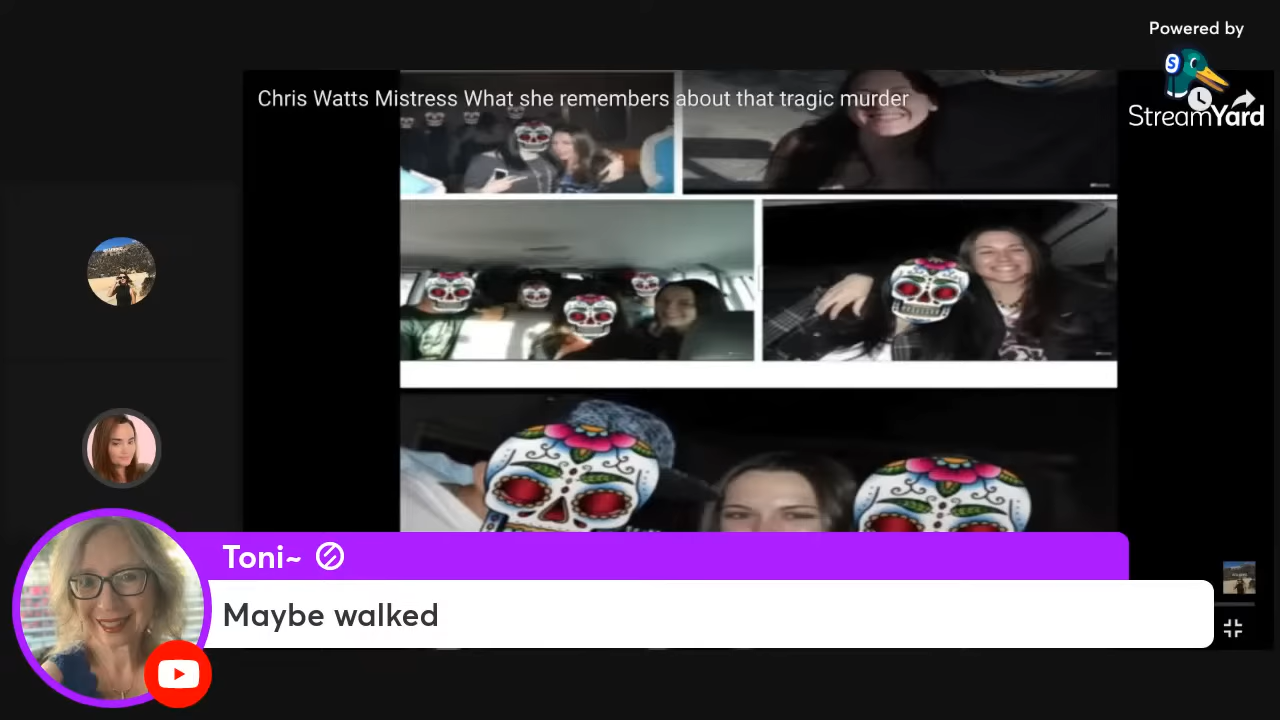 Powered by
StreamYard
Chris Watts Mistress What she remembers about that tragic murder
Toni~
Maybe walked